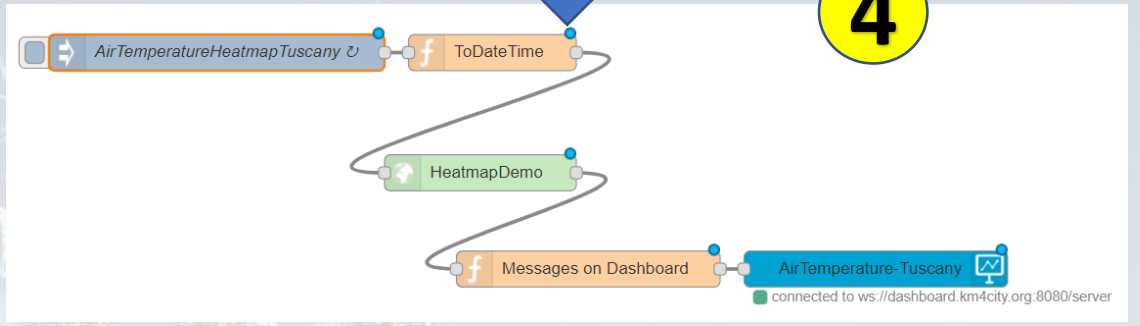 4
AirTemperatureHeatmapTuscany ↻
ToDateTime
HeatmapDemo
Messages on Dashboard
AirTemperature-Tuscany
connected to ws://dashboard.km4city.org:8080/server